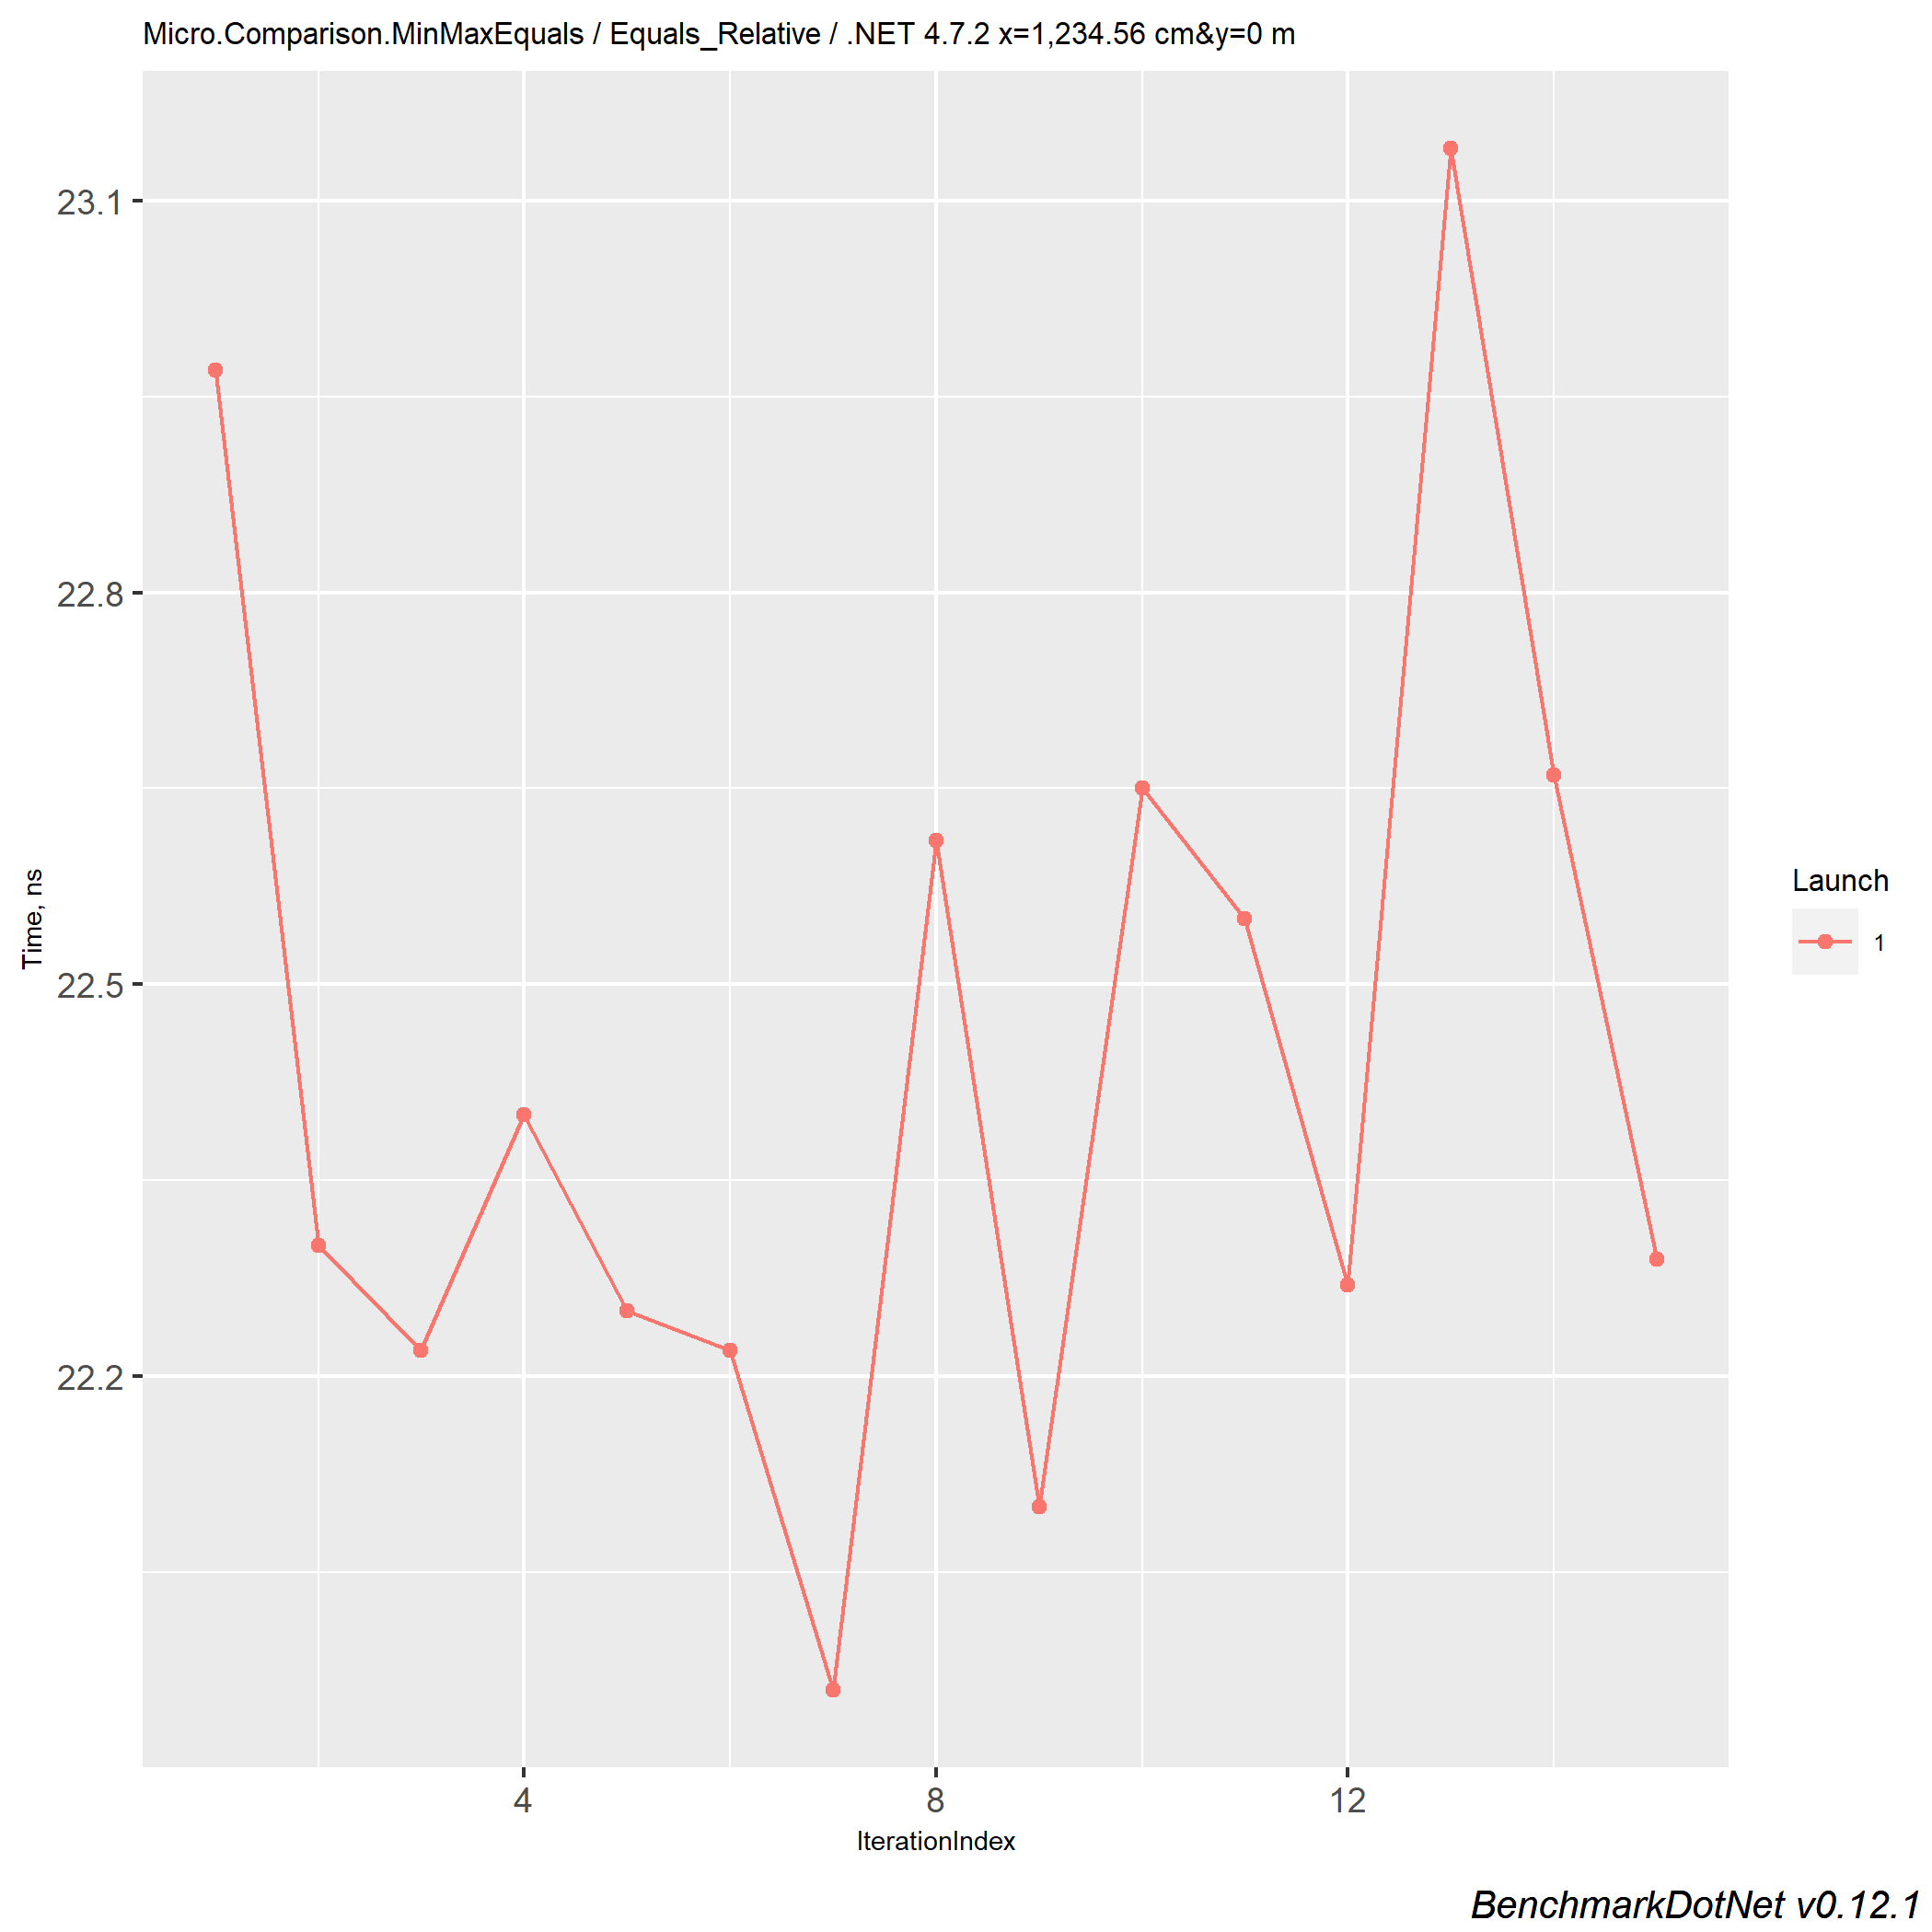 Micro.Comparison.MinMaxEquals / Equals_Relative / .NET 4.7.2 x=1,234.56 cm&y=0 m
23.1
22.8
22.5
22.2
Time, ns
4 8 12
IterationIndex
Launch
1
BenchmarkDotNet v0.12.1